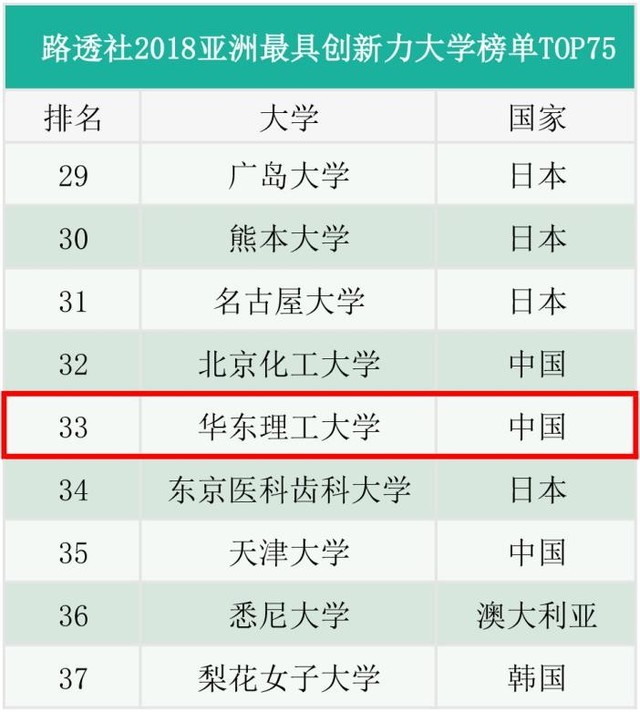 路透社2018亚洲最具创新力大学榜单TOP75
排名 大学 国家
29 广岛大学 日本
30 熊本大学 日本
31 名古屋大学 日本
32 北京化工大学 中国
33 华东理工大学 中国
34 东京医科齿科大学 日本
35 天津大学 中国
36 悉尼大学 澳大利亚
37 梨花女子大学 韩国